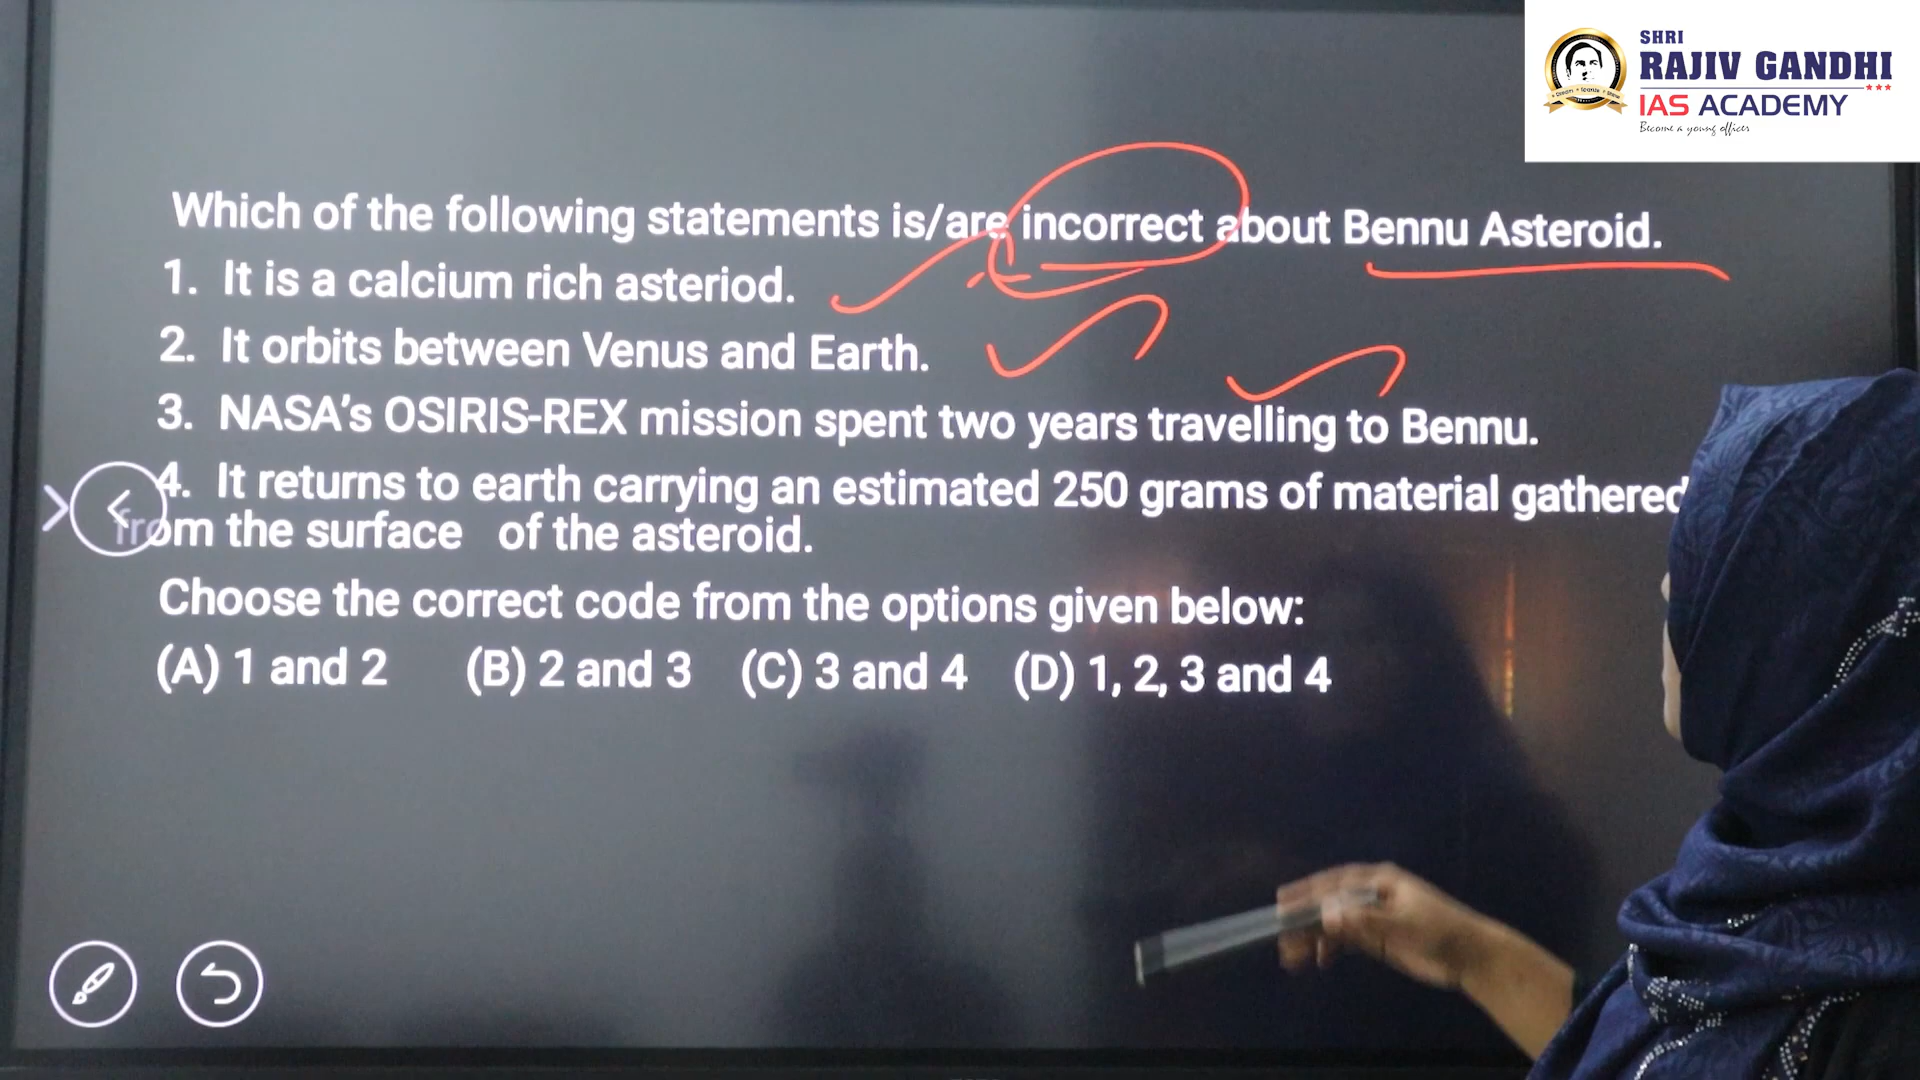 SHRI
RAJIV GANDHI
IAS ACADEMY
Become a young officer
Which of the following statements is/are incorrect about Bennu Asteroid.
1. It is a calcium rich asteriod.
2. It orbits between Venus and Earth.
3. NASA's OSIRIS-REX mission spent two years travelling to Bennu.
4. It returns to earth carrying an estimated 250 grams of material gathered
from the surface of the asteroid.
Choose the correct code from the options given below:
(A) 1 and 2 (B) 2 and 3 (C) 3 and 4 (D) 1, 2, 3 and 4